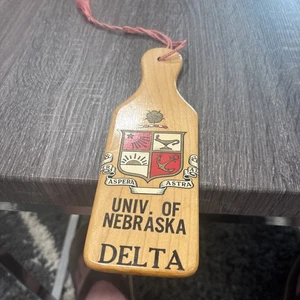 ASPERA ASTRA
UNIV. OF
NEBRASKA
DELTA